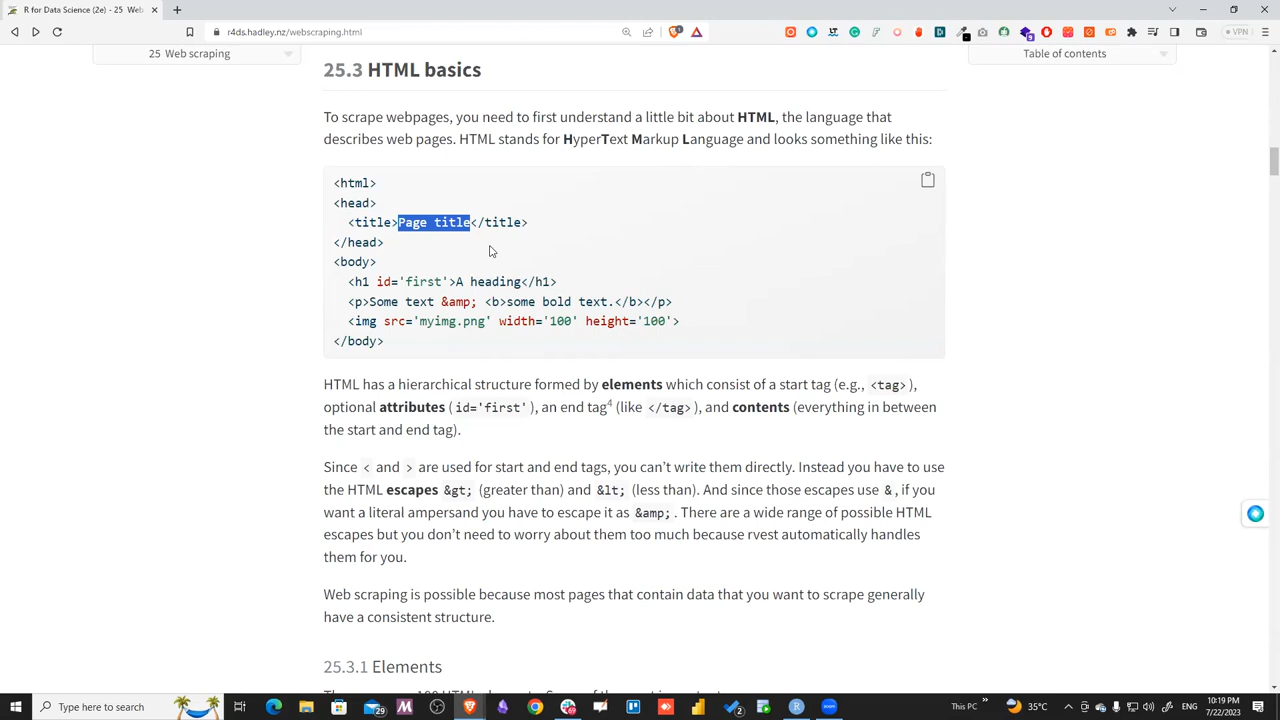 R for Data Science (2e) - 25 Web
r4ds.hadley.nz/webscraping.html
VPN
25 Web scraping
Table of contents
25.3 HTML basics
To scrape webpages, you need to first understand a little bit about HTML, the language that
describes web pages. HTML stands for HyperText Markup Language and looks something like this:
<html>
<head>
  <title>Page title</title>
</head>
<body>
  <h1 id='first'>A heading</h1>
  <p>Some text &amp; <b>some bold text.</b></p>
  <img src='myimg.png' width='100' height='100'>
</body>
HTML has a hierarchical structure formed by elements which consist of a start tag (e.g., <tag>),
optional attributes (id='first'), an end tag4 (like </tag>), and contents (everything in between
the start and end tag).
Since < and > are used for start and end tags, you can’t write them directly. Instead you have to use
the HTML escapes &gt; (greater than) and &lt; (less than). And since those escapes use &, if you
want a literal ampersand you have to escape it as &amp;. There are a wide range of possible HTML
escapes but you don’t need to worry about them too much because rvest automatically handles
them for you.
Web scraping is possible because most pages that contain data that you want to scrape generally
have a consistent structure.
25.3.1 Elements
Type here to search
29
2
This PC
35°C
10:19 PM
7/22/2023